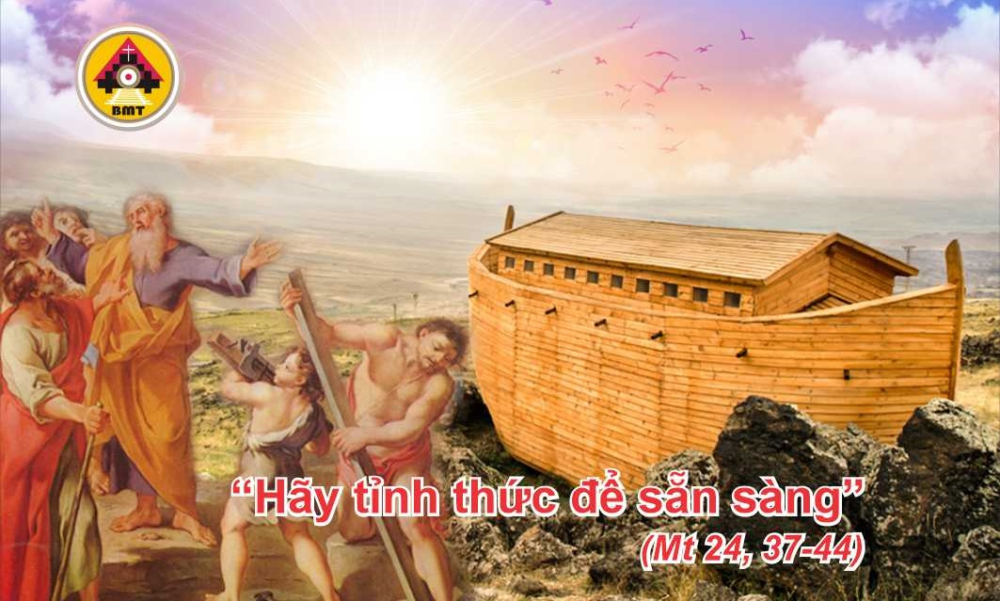 BMT
“Hãy tỉnh thức để sẵn sàng”
(Mt 24, 37-44)